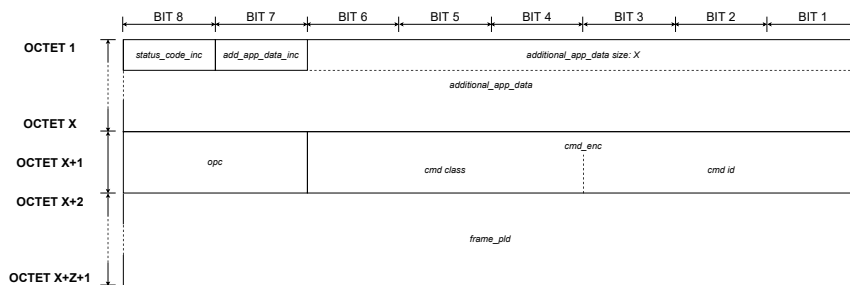 BIT 8 BIT 7 BIT 6 BIT 5 BIT 4 BIT 3 BIT 2 BIT 1
OCTET 1
status_code_inc add_app_data_inc additional_app_data size: X
additional_app_data
OCTET X
cmd_enc
OCTET X+1
opc cmd class cmd id
OCTET X+2
frame_pld
OCTET X+Z+1